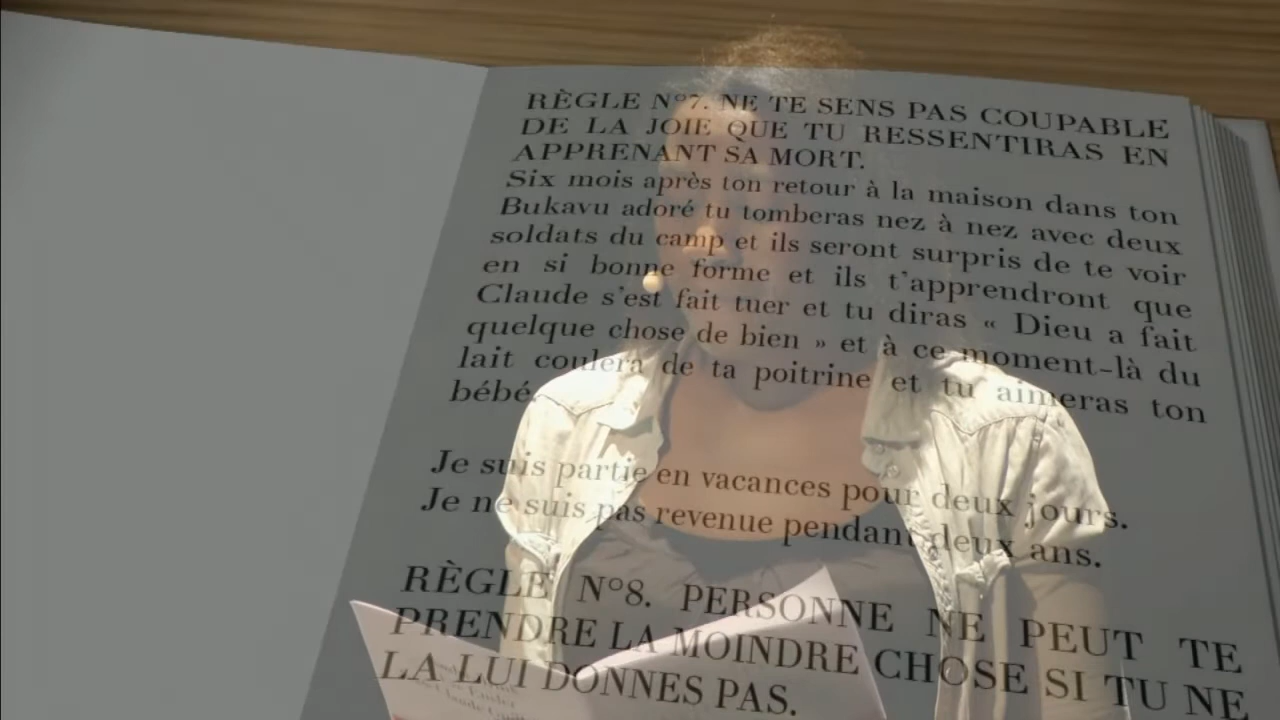 RÈGLE N°7. NE TE SENS PAS COUPABLE
DE LA JOIE QUE TU RESSENTIRAS EN
APPRENANT SA MORT.
Six mois après ton retour à la maison dans ton
Bukavu adoré tu tomberas nez à nez avec deux
soldats du camp et ils seront surpris de te voir
en si bonne forme et ils t'apprendront que
Claude s'est fait tuer et tu diras « Dieu a fait
quelque chose de bien » et à ce moment-là du
lait coulera de ta poitrine et tu aimeras ton
bébé.
Je suis partie en vacances pour deux jours.
Je ne suis pas revenue pendant deux ans.
RÈGLE N°8. PERSONNE NE PEUT TE
PRENDRE LA MOINDRE CHOSE SI TU NE
LA LUI DONNES PAS.